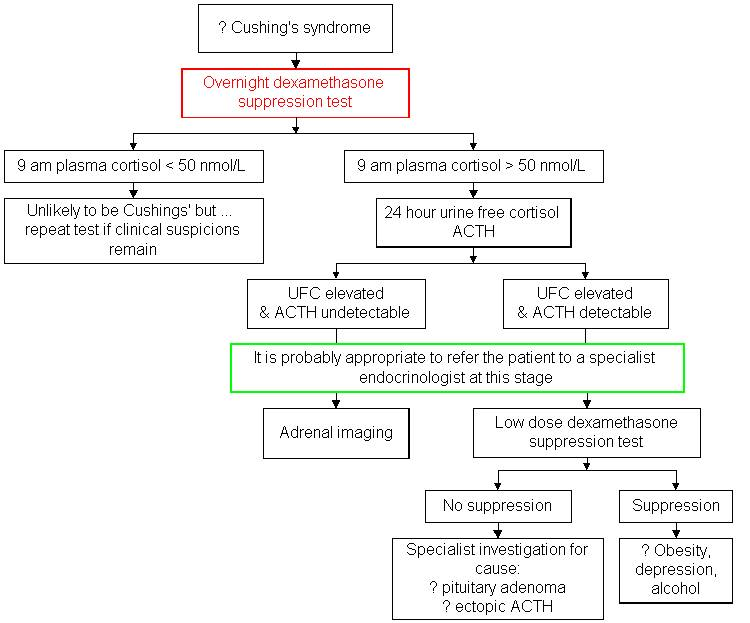 ? Cushing's syndrome
Overnight dexamethasone
suppression test
9 am plasma cortisol < 50 nmol/L
9 am plasma cortisol > 50 nmol/L
Unlikely to be Cushings' but ...
repeat test if clinical suspicions
remain
24 hour urine free cortisol
ACTH
UFC elevated
& ACTH undetectable
UFC elevated
& ACTH detectable
It is probably appropriate to refer the patient to a specialist
endocrinologist at this stage
Adrenal imaging
Low dose dexamethasone
suppression test
No suppression
Suppression
Specialist investigation for
cause:
? pituitary adenoma
? ectopic ACTH
? Obesity,
depression,
alcohol